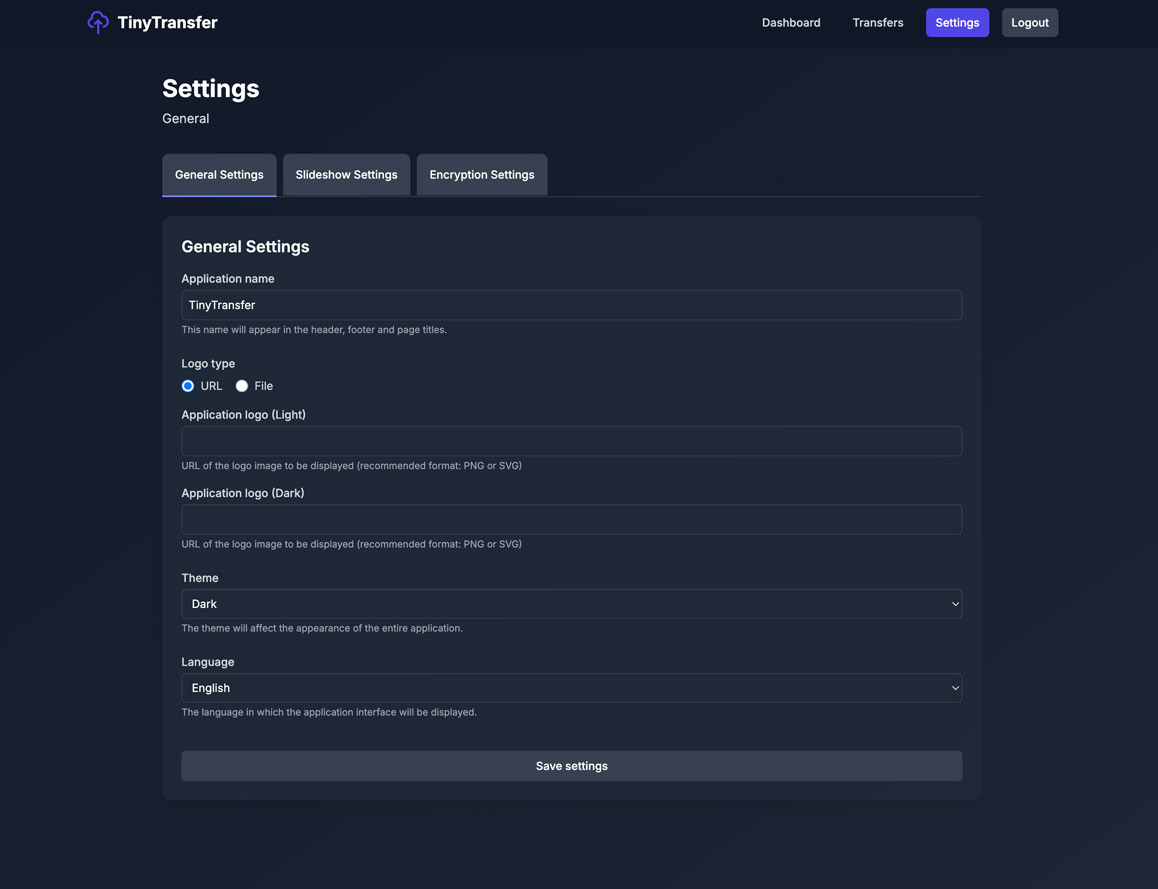 TinyTransfer
Dashboard
Transfers
Settings
Logout
Settings
General
General Settings
Slideshow Settings
Encryption Settings
General Settings
Application name
TinyTransfer
This name will appear in the header, footer and page titles.
Logo type
URL
File
Application logo (Light)
URL of the logo image to be displayed (recommended format: PNG or SVG)
Application logo (Dark)
URL of the logo image to be displayed (recommended format: PNG or SVG)
Theme
Dark
The theme will affect the appearance of the entire application.
Language
English
The language in which the application interface will be displayed.
Save settings